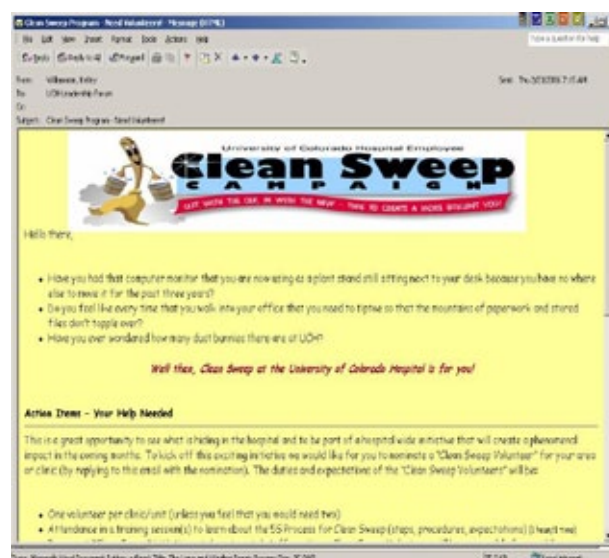 Clean Sweep Program - Need Volunteers! - Message (HTML)
File Edit View Insert Format Tools Actions Help
Type a question for help
Reply Reply to All Forward
From:
To: UCH Leadership Forum
Cc:
Subject: Clean Sweep Program - Need Volunteers!
University of Colorado Hospital Employee
Clean Sweep
CAMPAIGN
OUT WITH THE OLD, IN WITH THE NEW - TIME TO CREATE A MORE BRILLIANT YOU!
Hello there,
• Have you had that computer monitor that you are now using as a plant stand still sitting next to your desk because you have no where
else to move it for the past three years?
• Do you feel like every time that you walk into your office that you need to tiptoe so that the mountains of paperwork and stored
files don't topple over?
• Have you ever wondered how many dust bunnies there are at UCH?
Well then, Clean Sweep at the University of Colorado Hospital is for you!
Action Items - Your Help Needed
This is a great opportunity to see what is hiding in the hospital and to be part of a hospital wide initiative that will create a phenomenal
impact in the coming months. To kick off this exciting initiative we would like for you to nominate a "Clean Sweep Volunteer" for your area
or clinic (by replying to this email with the nomination). The duties and expectations of the "Clean Sweep Volunteers" will be:
• One volunteer per clinic/unit (unless you feel that you would need two)
• Attendance in a training session(s) to learn about the 5S Process for Clean Sweep (steps, procedures, expectations)